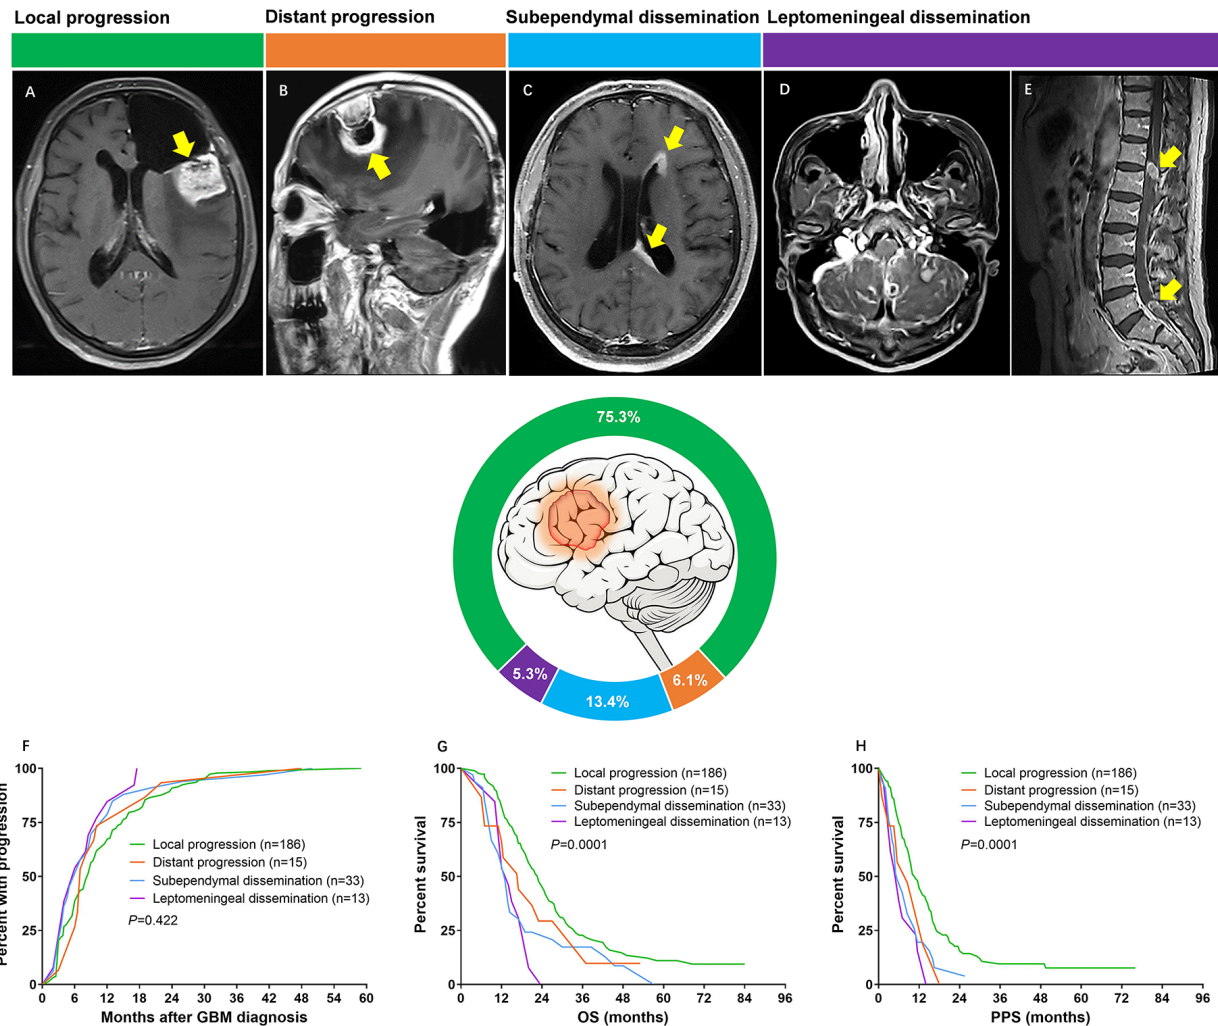 Local progression
Distant progression
Subependymal dissemination
Leptomeningeal dissemination
A
B
C
D
E
75.3%
5.3%
13.4%
6.1%
F
Percent with progression
100
75
50
25
0
0 6 12 18 24 30 36 42 48 54 60
Months after GBM diagnosis
Local progression (n=186)
Distant progression (n=15)
Subependymal dissemination (n=33)
Leptomeningeal dissemination (n=13)
P=0.422
G
Percent survival
100
75
50
25
0
0 12 24 36 48 60 72 84 96
OS (months)
Local progression (n=186)
Distant progression (n=15)
Subependymal dissemination (n=33)
Leptomeningeal dissemination (n=13)
P=0.0001
H
Percent survival
100
75
50
25
0
0 12 24 36 48 60 72 84 96
PPS (months)
Local progression (n=186)
Distant progression (n=15)
Subependymal dissemination (n=33)
Leptomeningeal dissemination (n=13)
P=0.0001